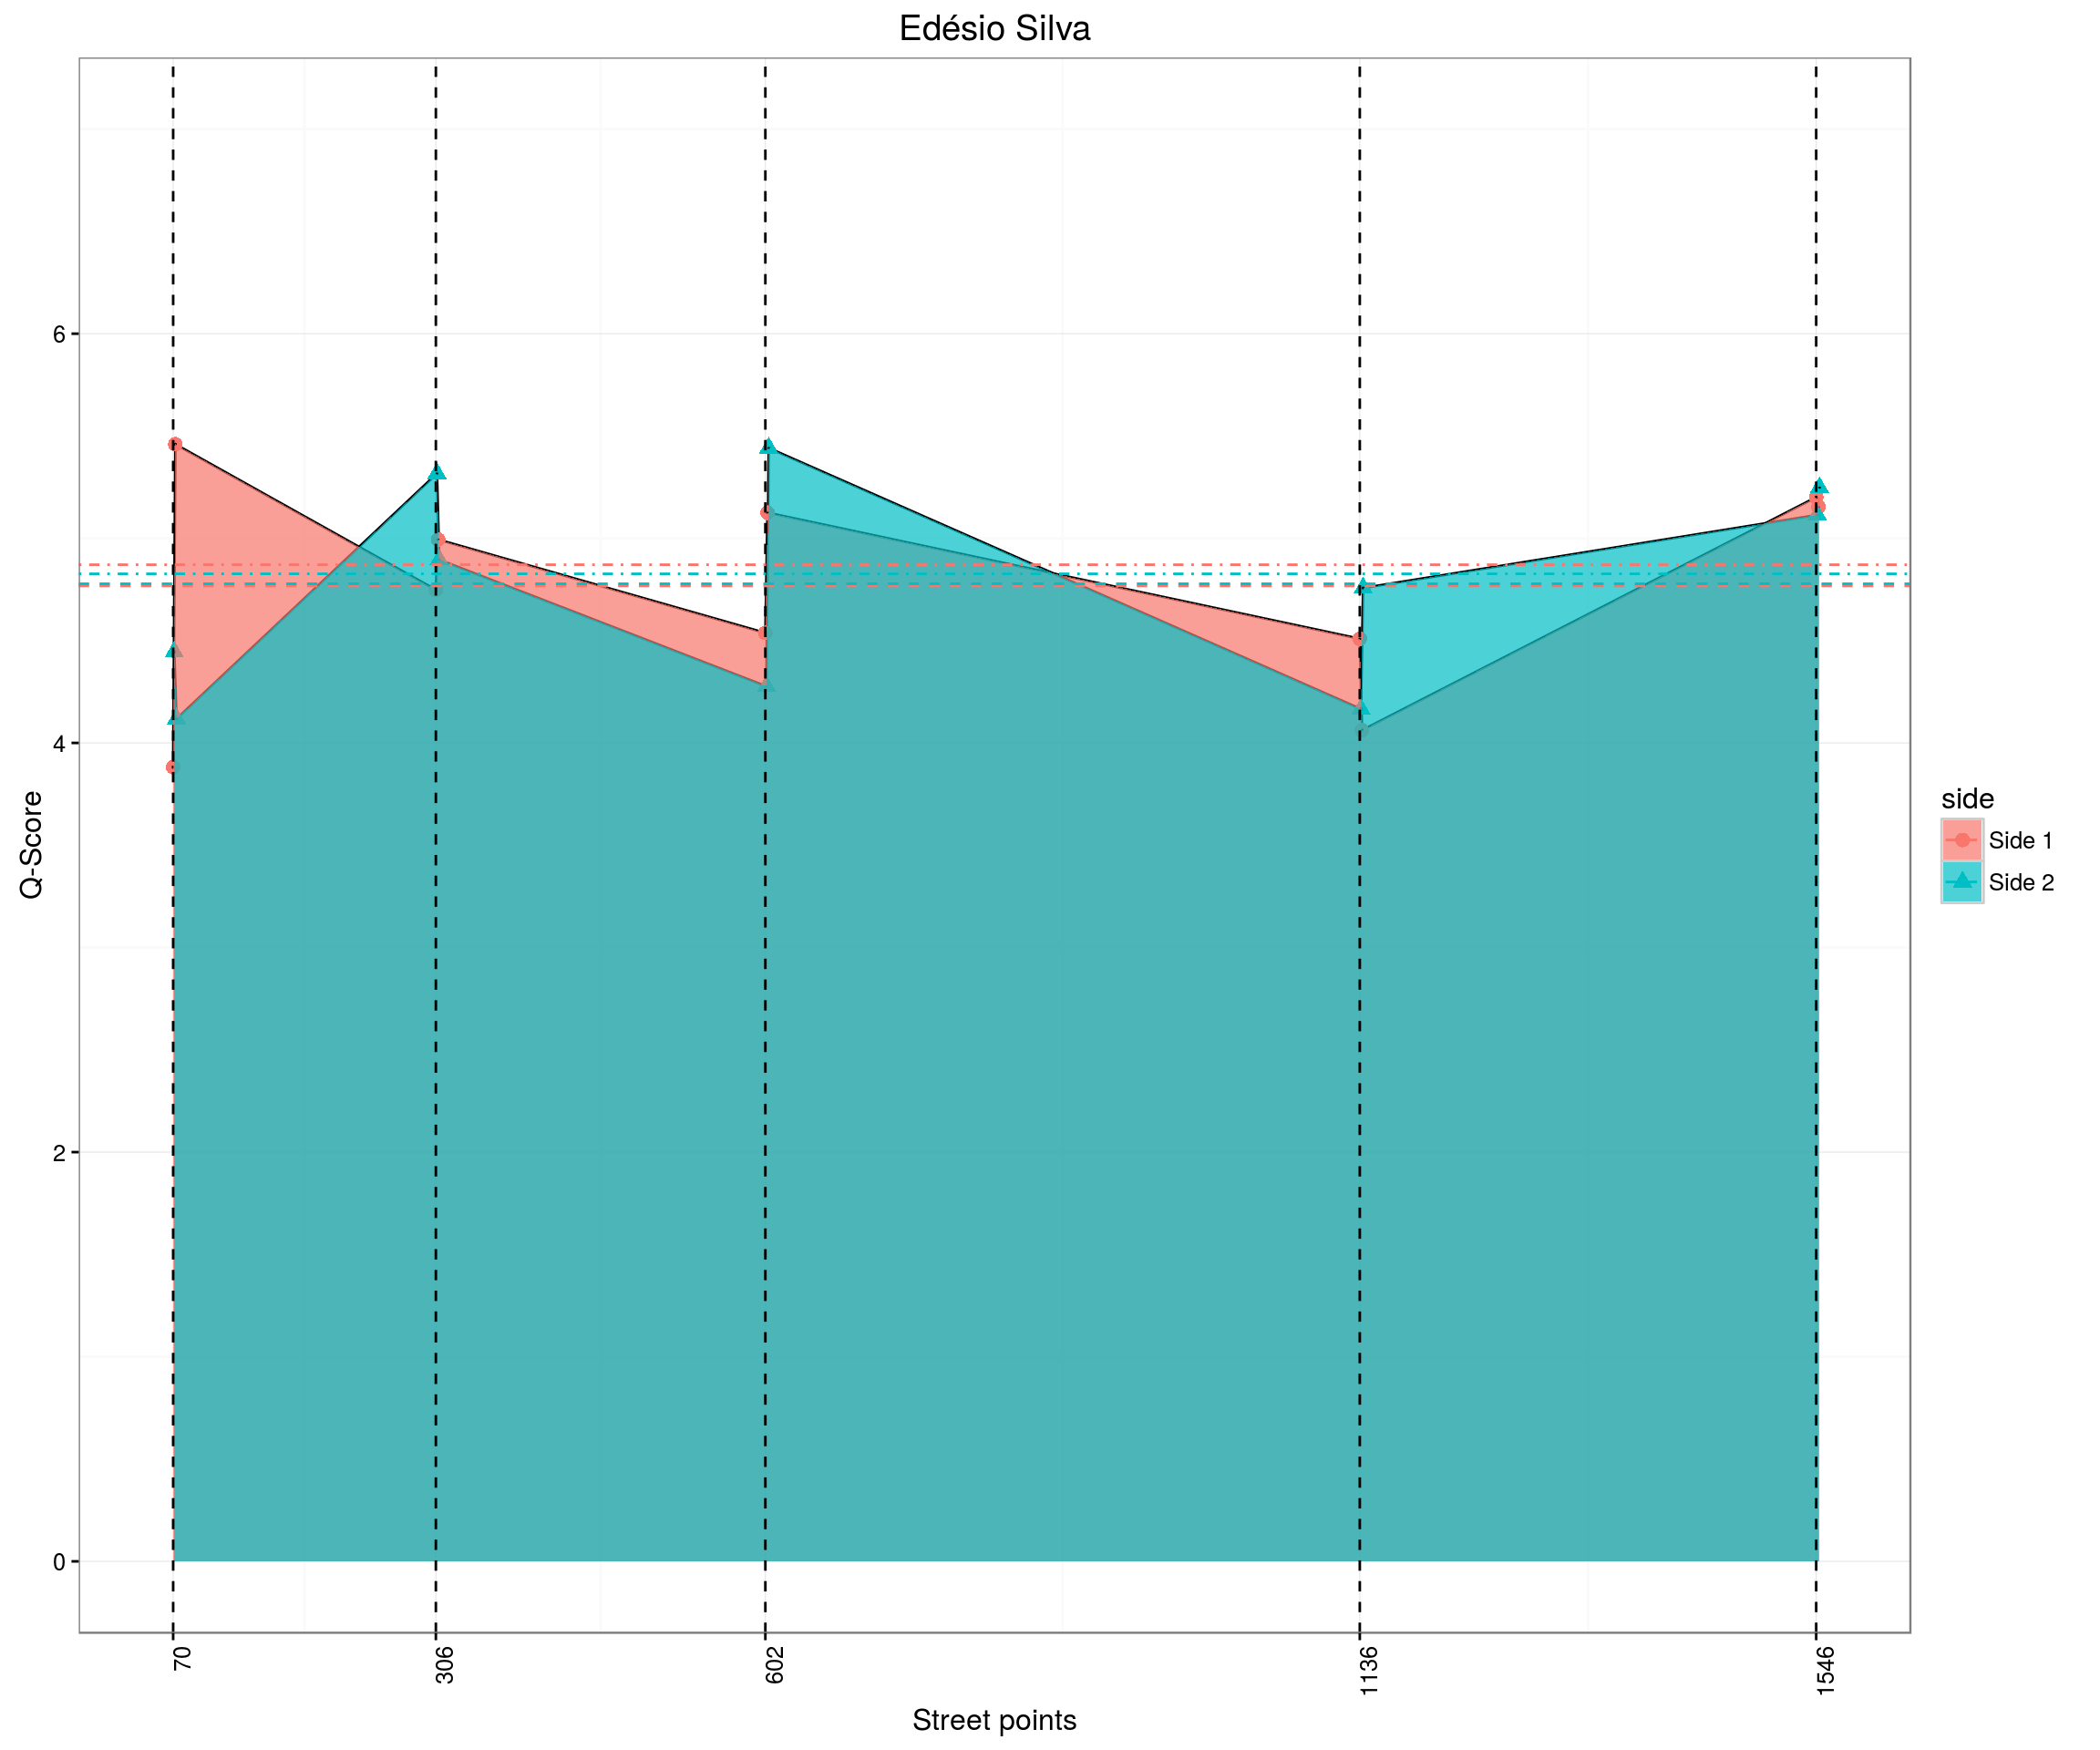 Edésio Silva
Q-Score
6
4
2
0
70
306
602
1136
1546
Street points
side
Side 1
Side 2